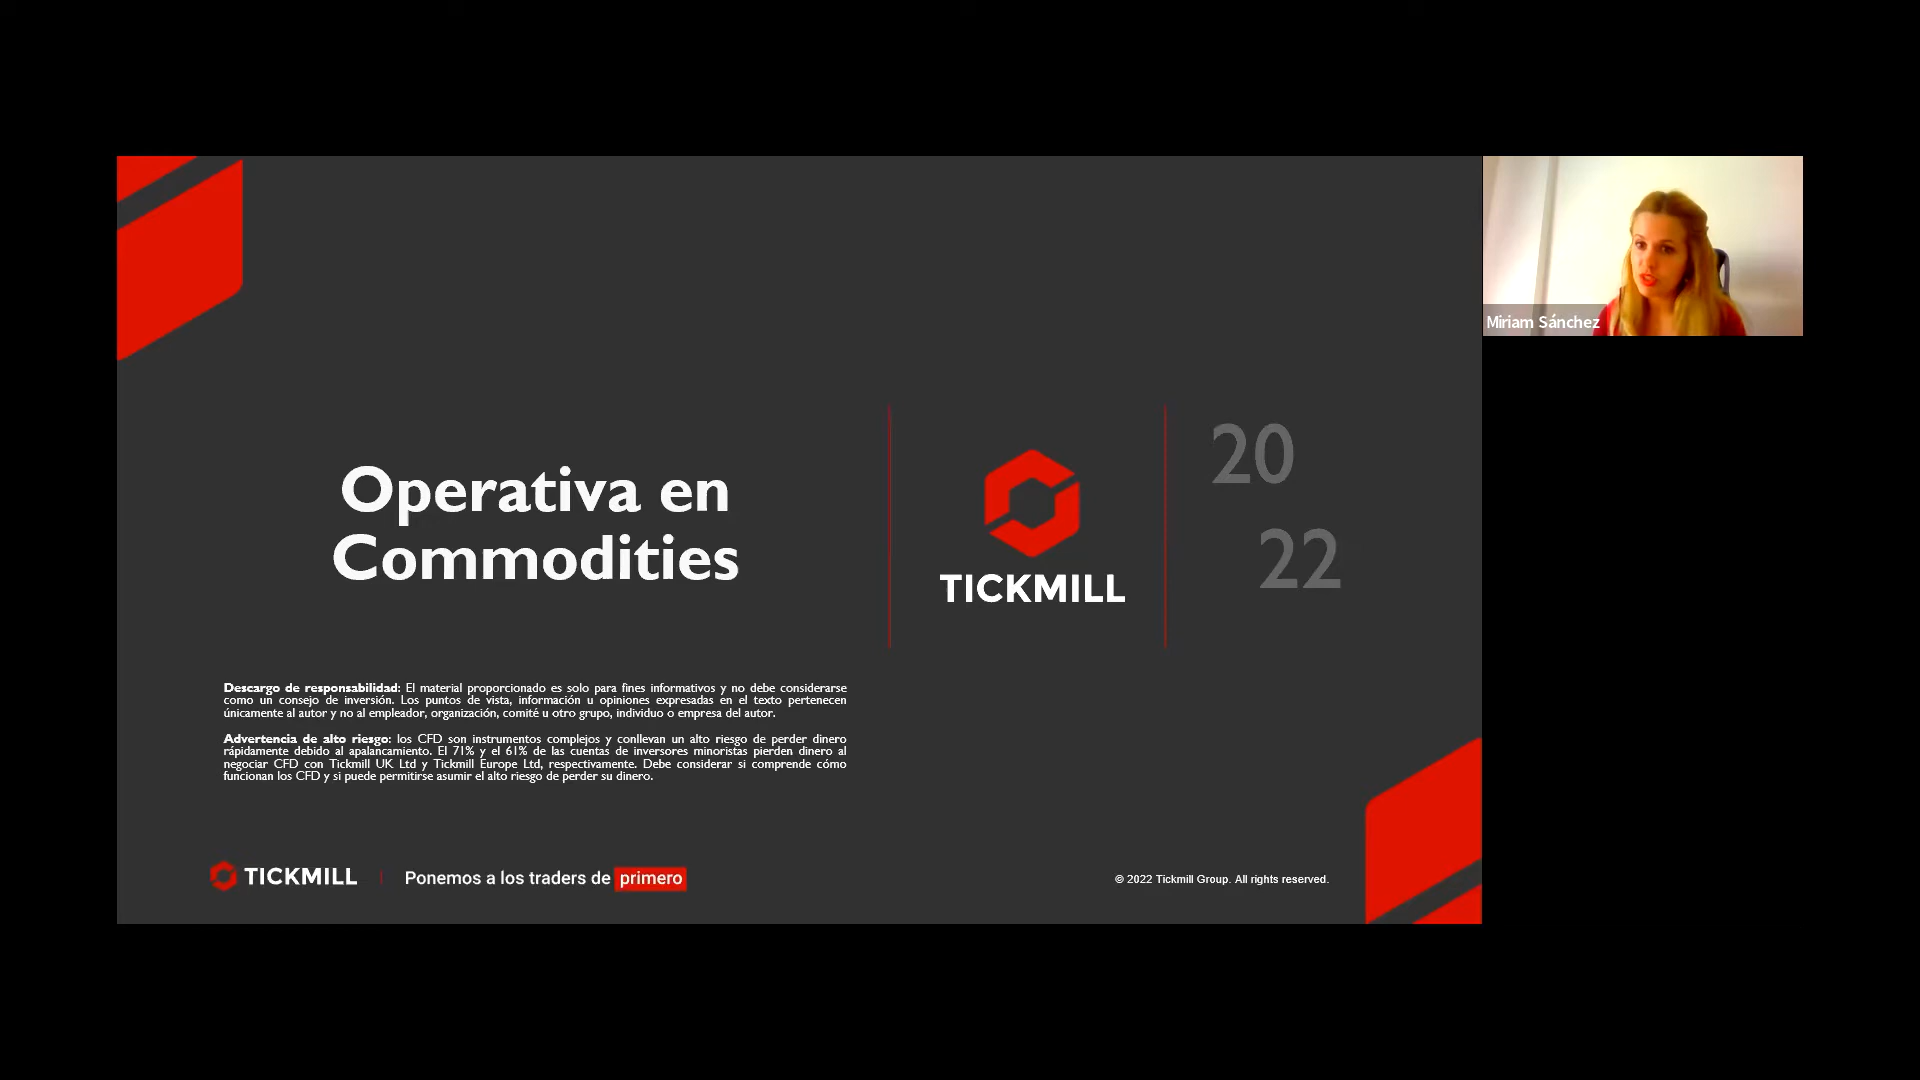 Miriam Sánchez
Operativa en
Commodities
TICKMILL
20
22
Descargo de responsabilidad: El material proporcionado es solo para fines informativos y no debe considerarse
como un consejo de inversión. Los puntos de vista, información u opiniones expresadas en el texto pertenecen
únicamente al autor y no al empleador, organización, comité u otro grupo, individuo o empresa del autor.
Advertencia de alto riesgo: los CFD son instrumentos complejos y conllevan un alto riesgo de perder dinero
rápidamente debido al apalancamiento. El 71% y el 61% de las cuentas de inversores minoristas pierden dinero al
negociar CFD con Tickmill UK Ltd y Tickmill Europe Ltd, respectivamente. Debe considerar si comprende cómo
funcionan los CFD y si puede permitirse asumir el alto riesgo de perder su dinero.
TICKMILL | Ponemos a los traders de primero
© 2022 Tickmill Group. All rights reserved.